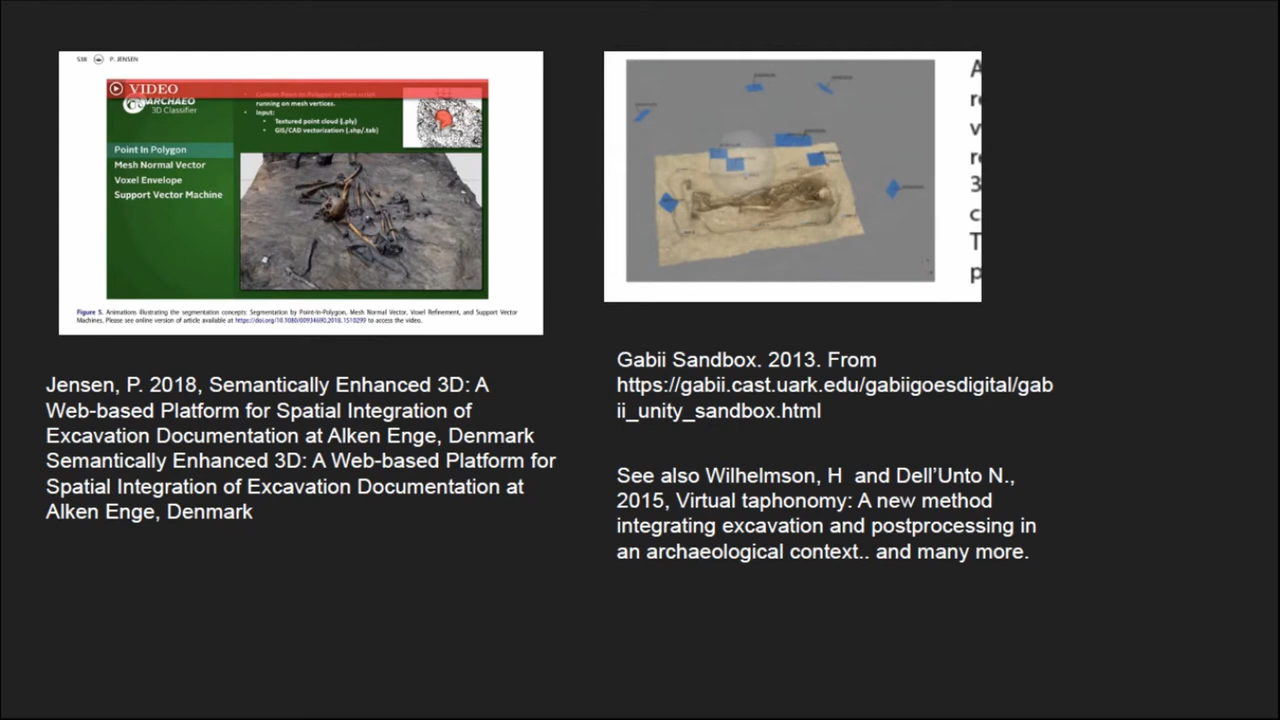 538 P. JENSEN
VIDEO
ARCHAEO
3D Classifier
running on mesh vertices.
Input:
Textured point cloud (.ply)
GIS/CAD vectorization (.shp/.tab)
Point In Polygon
Mesh Normal Vector
Voxel Envelope
Support Vector Machine
Figure 5. Animations illustrating the segmentation concepts: Segmentation by Point-In-Polygon, Mesh Normal Vector, Voxel Refinement, and Support Vector
Machines. Please see online version of article available at https://doi.org/10.1080/00934690.2018.1510299 to access the video.
Jensen, P. 2018, Semantically Enhanced 3D: A
Web-based Platform for Spatial Integration of
Excavation Documentation at Alken Enge, Denmark
Semantically Enhanced 3D: A Web-based Platform for
Spatial Integration of Excavation Documentation at
Alken Enge, Denmark
Gabii Sandbox. 2013. From
https://gabii.cast.uark.edu/gabiigoesdigital/gab
ii_unity_sandbox.html
See also Wilhelmson, H and Dell’Unto N.,
2015, Virtual taphonomy: A new method
integrating excavation and postprocessing in
an archaeological context.. and many more.